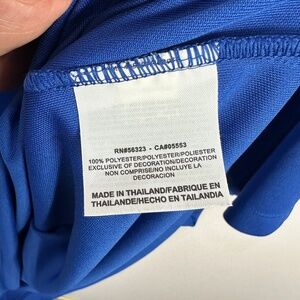 RN#56323 - CA#05553
100% POLYESTER/POLYESTER/POLIESTER
EXCLUSIVE OF DECORATION/DECORATION
NON COMPRISE/NO INCLUYE LA
DECORACION
MADE IN THAILAND/FABRIQUE EN
THAILANDE/HECHO EN TAILANDIA